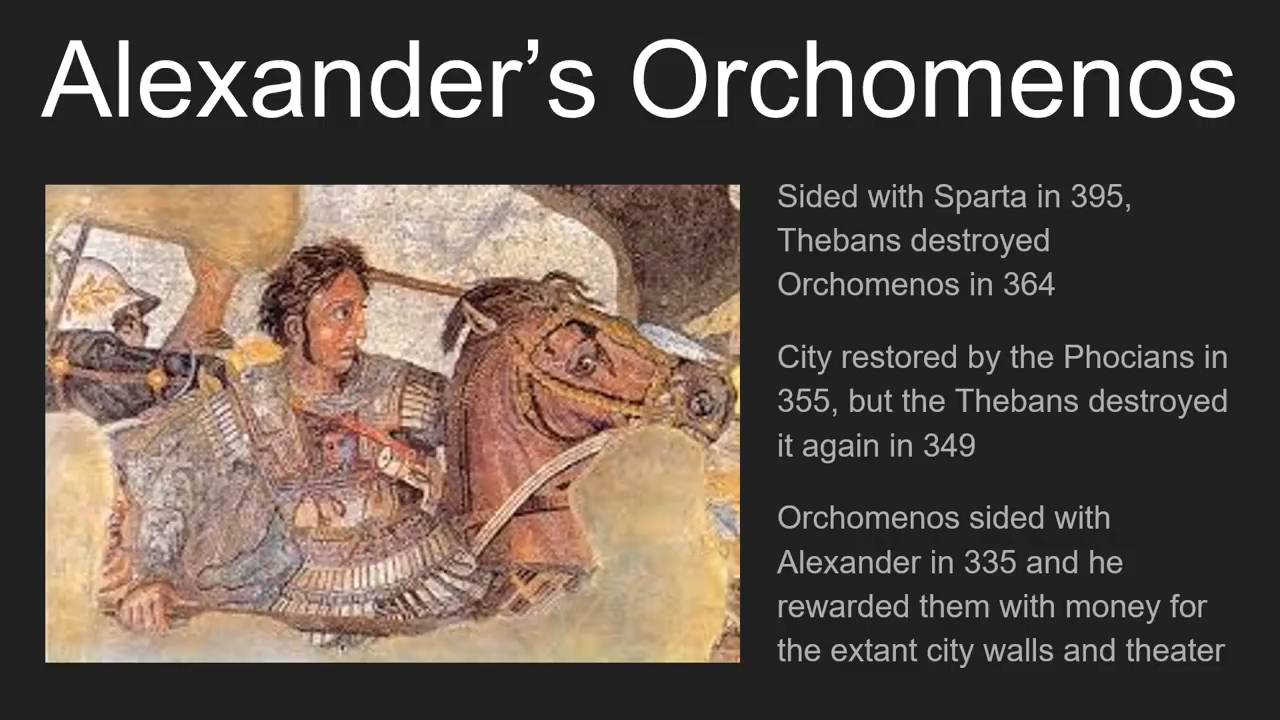 Alexander’s Orchomenos
Sided with Sparta in 395,
Thebans destroyed
Orchomenos in 364
City restored by the Phocians in
355, but the Thebans destroyed
it again in 349
Orchomenos sided with
Alexander in 335 and he
rewarded them with money for
the extant city walls and theater